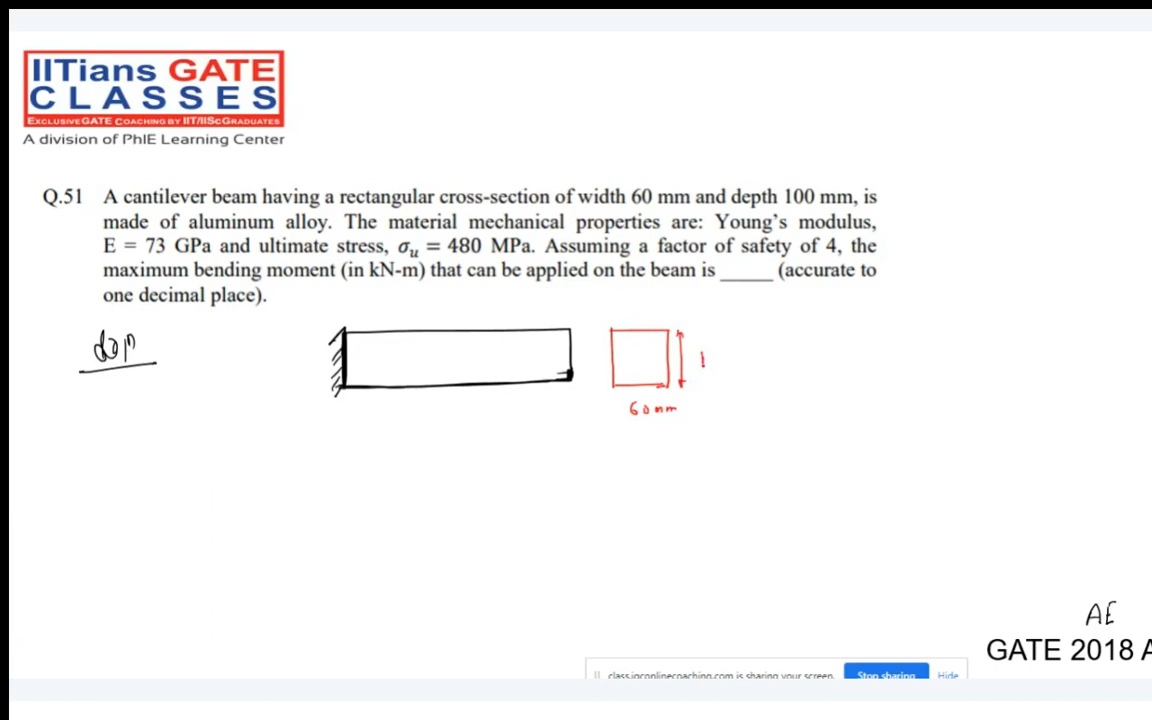 IITians GATE
CLASSES
EXCLUSIVE GATE COACHING BY IIT/IISC GRADUATES
A division of PhIE Learning Center
Q.51 A cantilever beam having a rectangular cross-section of width 60 mm and depth 100 mm, is
made of aluminum alloy. The material mechanical properties are: Young's modulus,
E = 73 GPa and ultimate stress, σᵤ = 480 MPa. Assuming a factor of safety of 4, the
maximum bending moment (in kN-m) that can be applied on the beam is _____ (accurate to
one decimal place).
60 mm
AE
GATE 2018 A
class.igconlinecoaching.com is sharing your screen.
Stop sharing
Hide